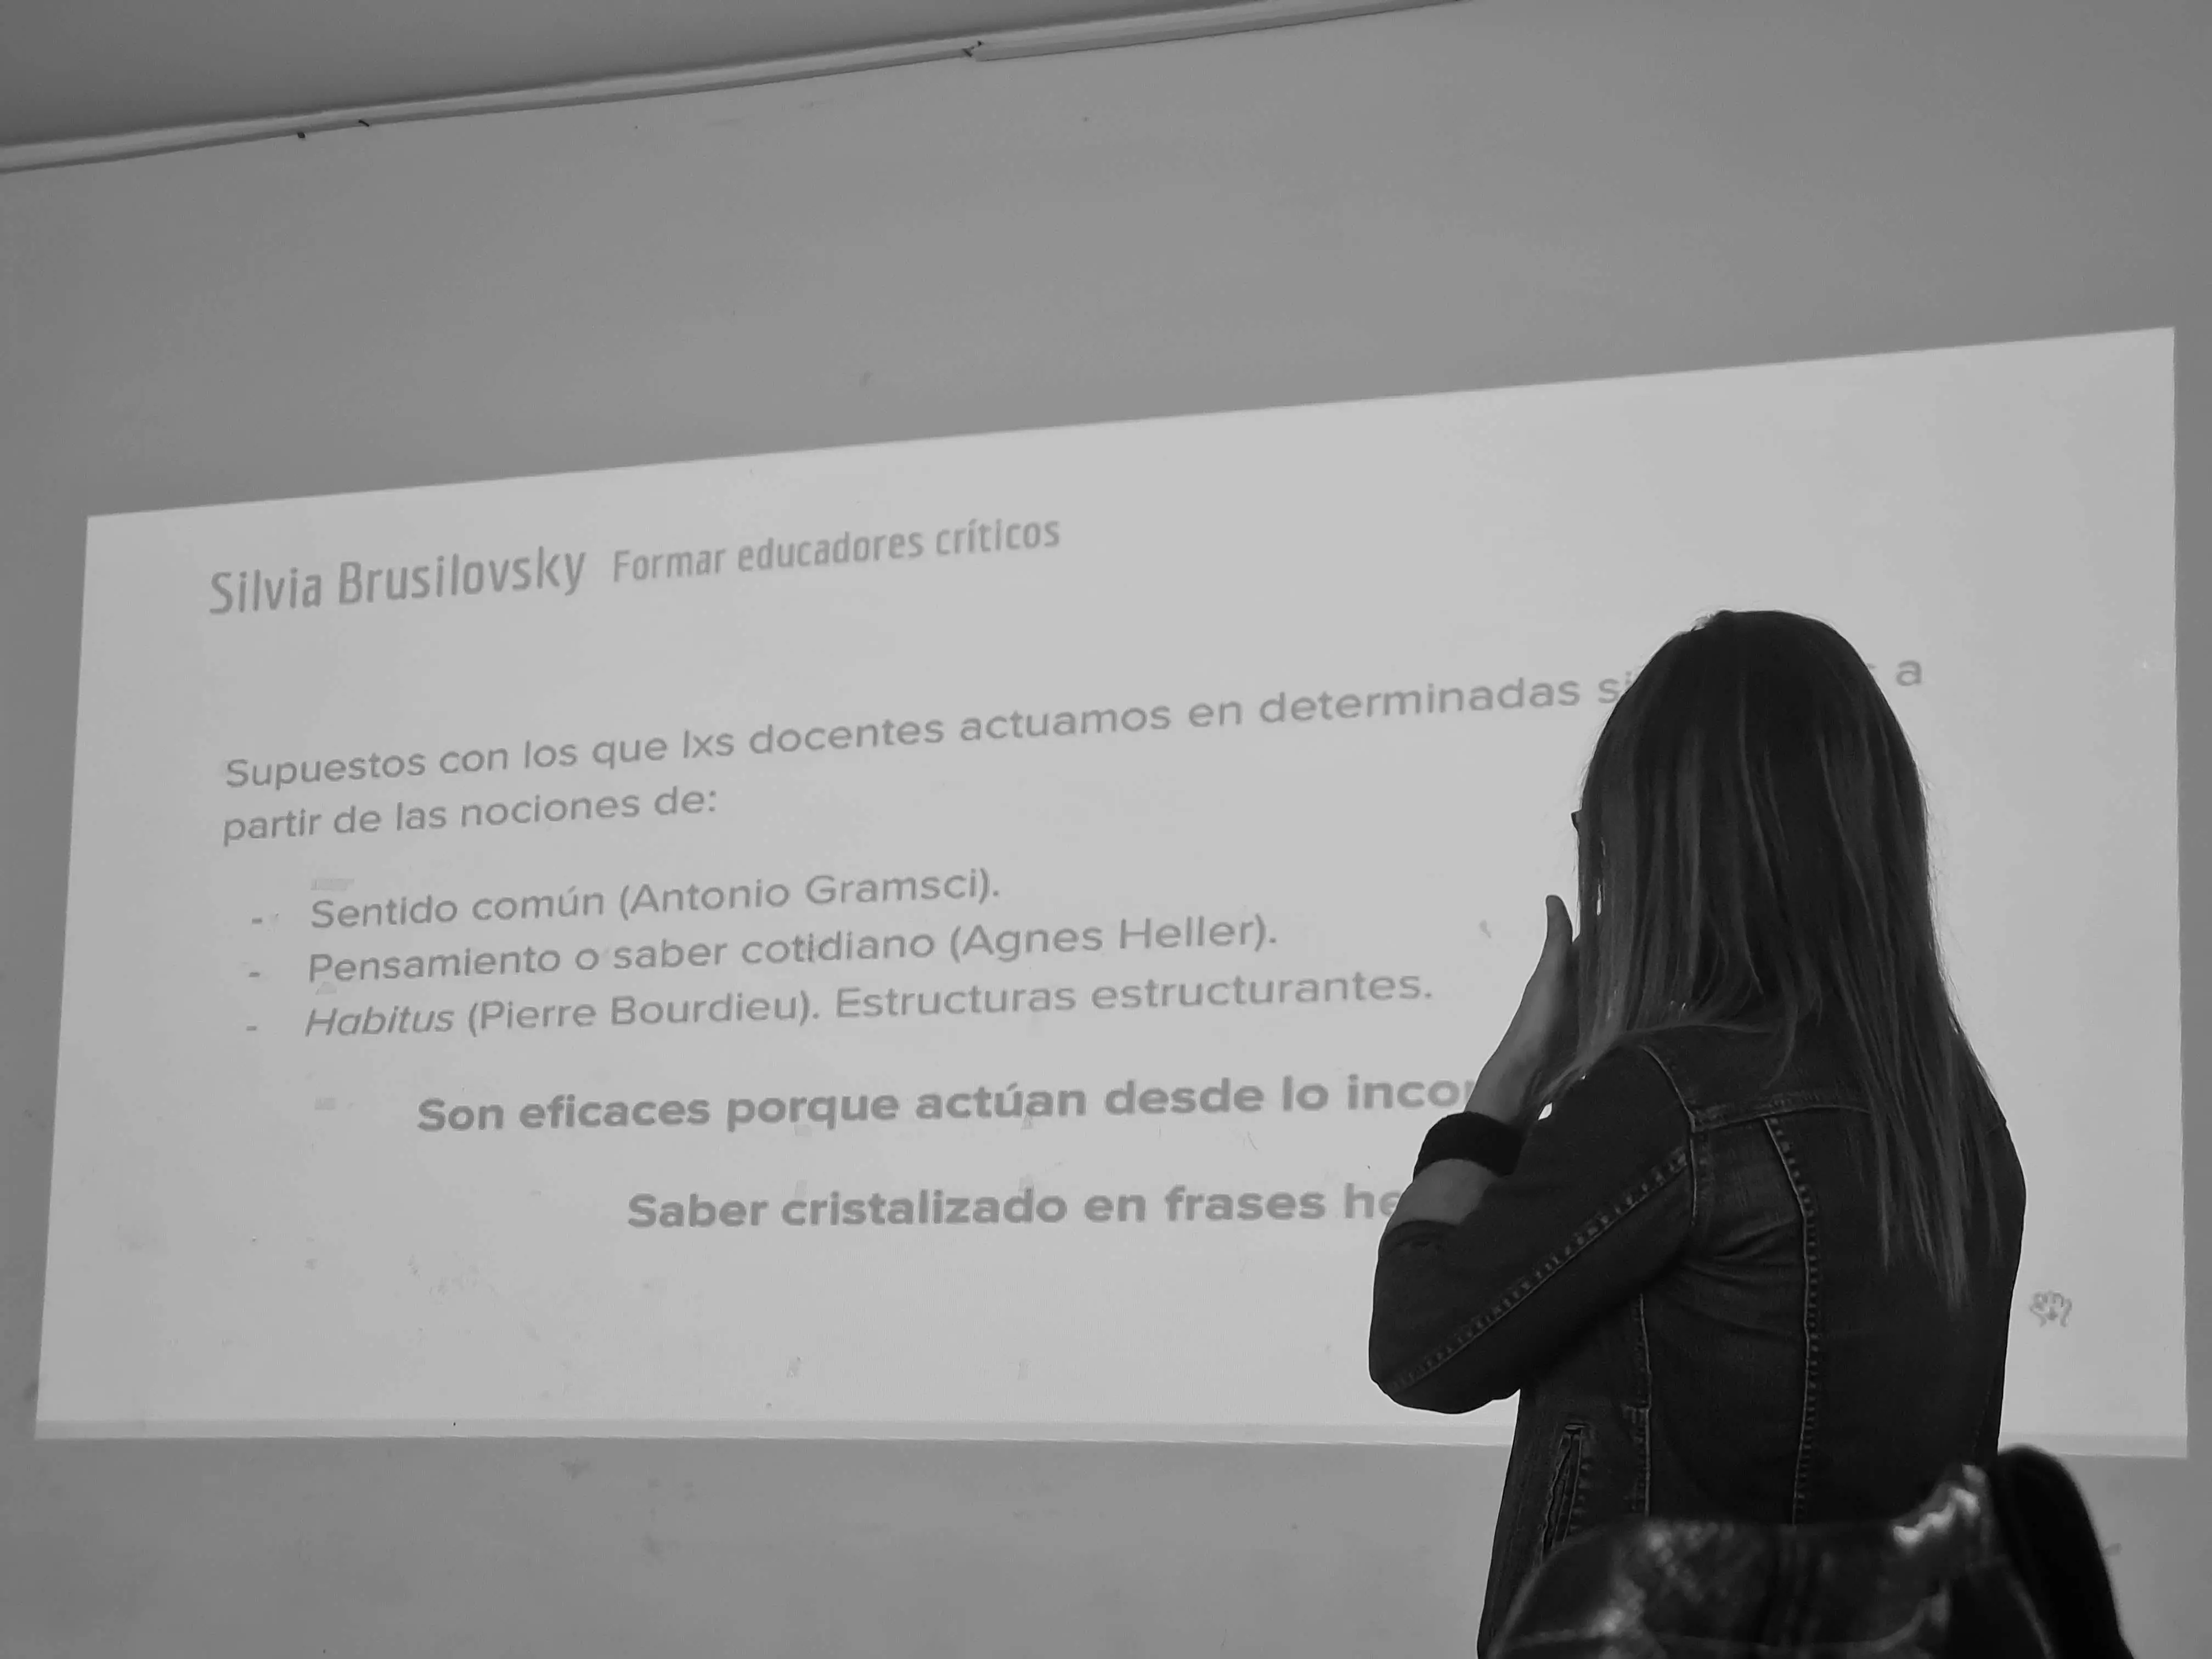 Silvia Brusilovsky Formar educadores críticos
Supuestos con los que lxs docentes actuamos en determinadas a
partir de las nociones de:
- Sentido común (Antonio Gramsci).
- Pensamiento o saber cotidiano (Agnes Heller).
- Habitus (Pierre Bourdieu). Estructuras estructurantes.
Son eficaces porque actúan desde lo
Saber cristalizado en frases